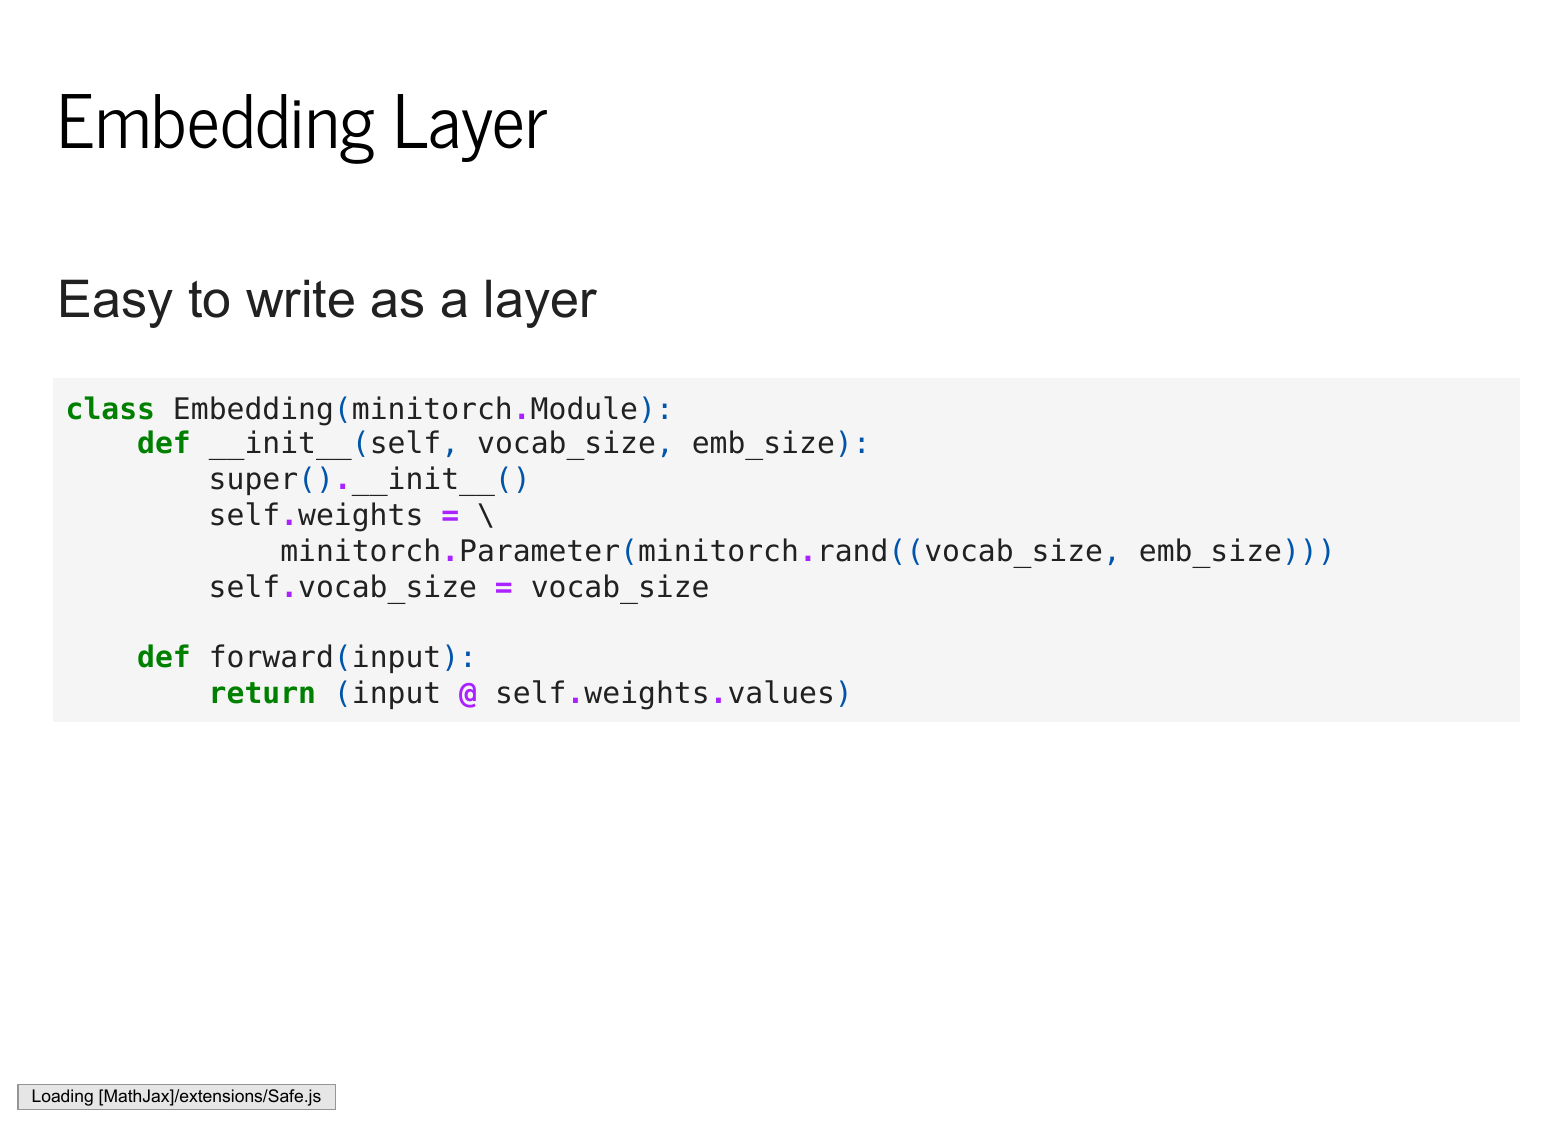 Embedding Layer
Easy to write as a layer
class Embedding(minitorch.Module):
    def __init__(self, vocab_size, emb_size):
        super().__init__()
        self.weights = \
            minitorch.Parameter(minitorch.rand((vocab_size, emb_size)))
        self.vocab_size = vocab_size
    def forward(input):
        return (input @ self.weights.values)
Loading [MathJax]/extensions/Safe.js